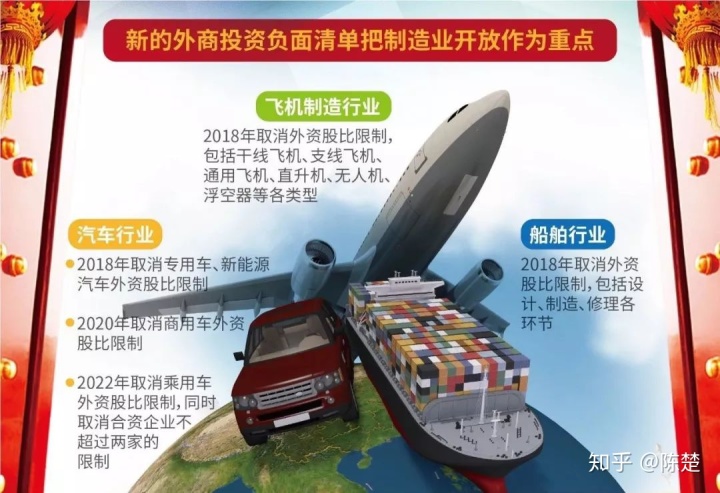 新的外商投资负面清单把制造业开放作为重点
飞机制造行业
2018年取消外资股比限制,
包括干线飞机、支线飞机、
通用飞机、直升机、无人机、
浮空器等各类型
汽车行业
2018年取消专用车、新能源
汽车外资股比限制
2020年取消商用车外资
股比限制
2022年取消乘用车
外资股比限制,同时
取消合资企业不
超过两家的
限制
船舶行业
2018年取消外资
股比限制,包括设
计、制造、修理各
环节
知乎 @陈楚